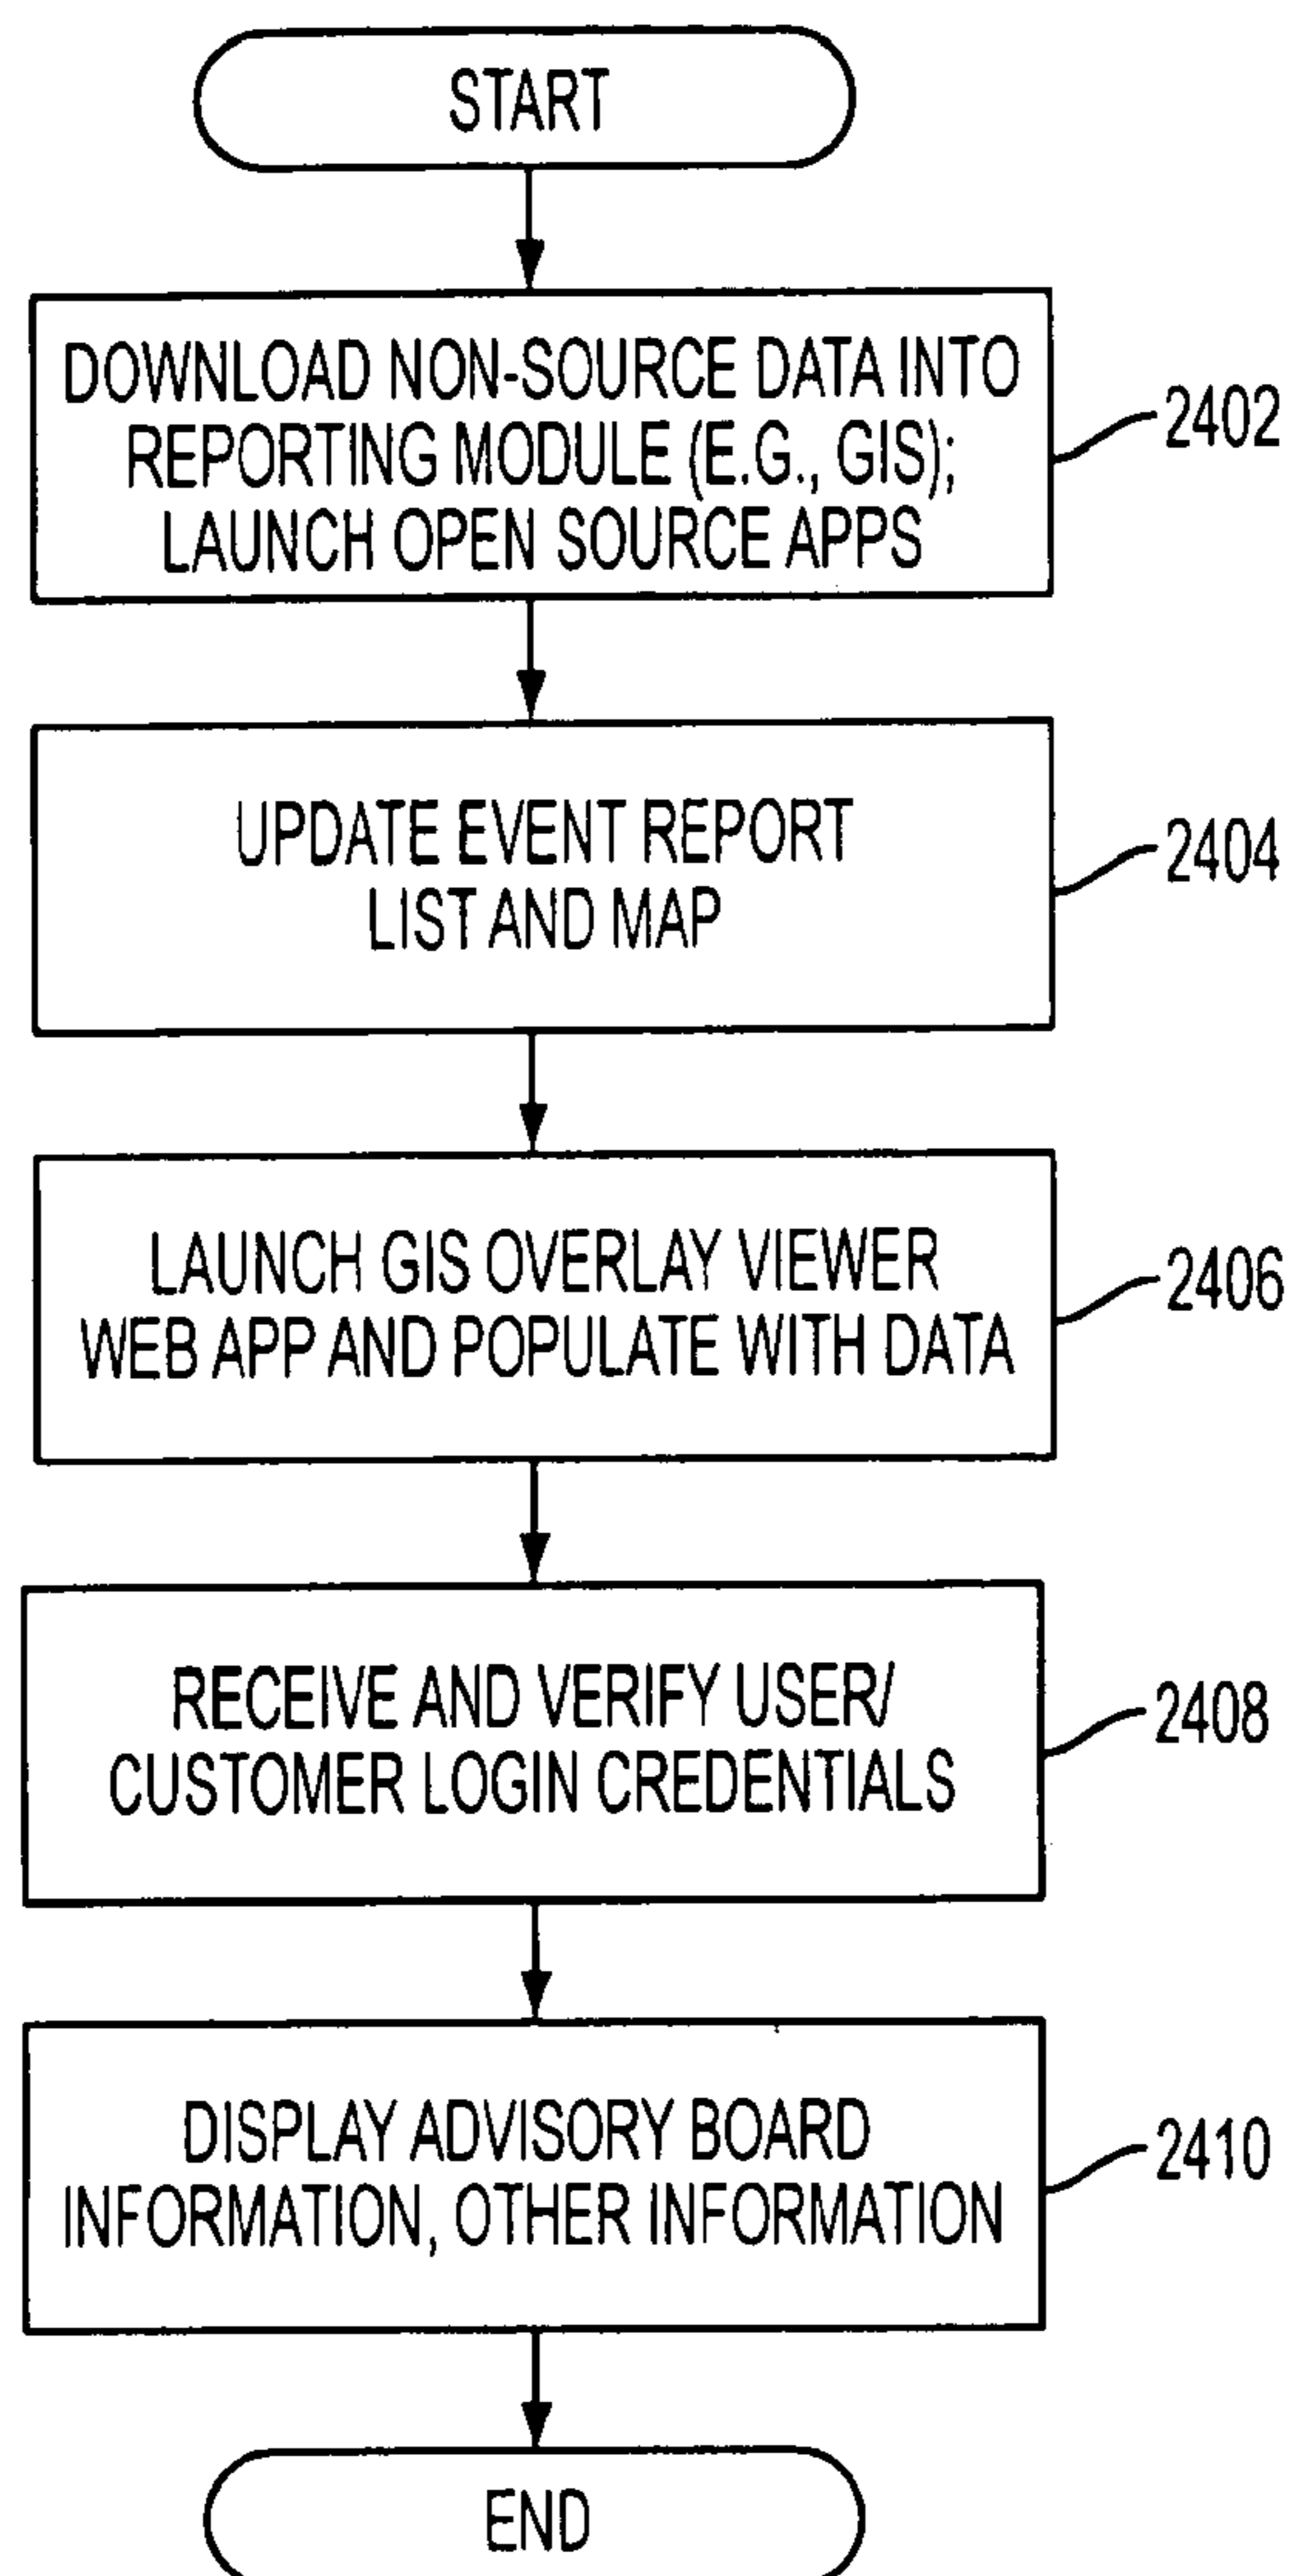 START
DOWNLOAD NON-SOURCE DATA INTO
REPORTING MODULE (E.G., GIS);
LAUNCH OPEN SOURCE APPS
2402
UPDATE EVENT REPORT
LIST AND MAP
2404
LAUNCH GIS OVERLAY VIEWER
WEB APP AND POPULATE WITH DATA
2406
RECEIVE AND VERIFY USER/
CUSTOMER LOGIN CREDENTIALS
2408
DISPLAY ADVISORY BOARD
INFORMATION, OTHER INFORMATION
2410
END